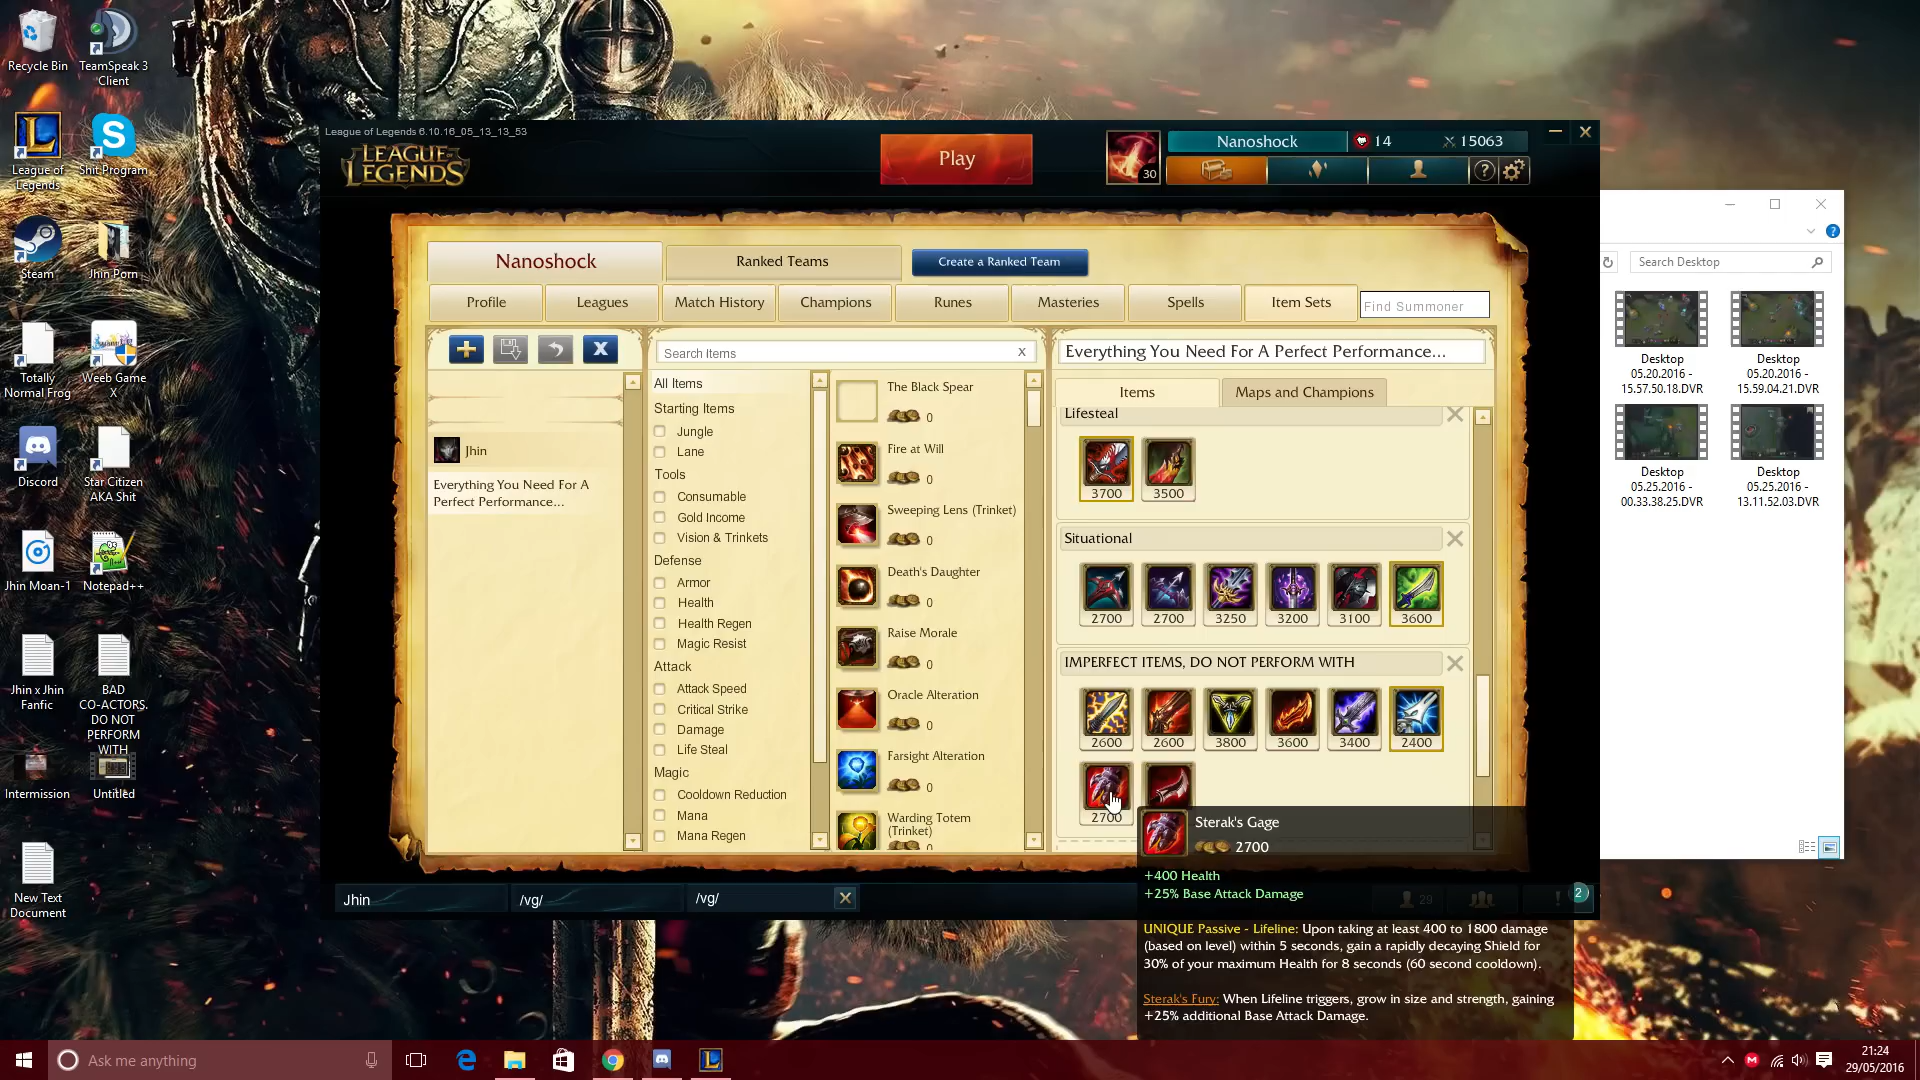 Recycle Bin
TeamSpeak 3
Client
League of
Legends
Shit Program
Steam
Jhin Porn
Totally
Normal Frog
Weeb Game
X
Discord
Star Citizen
AKA Shit
Jhin Moan-1
Notepad++
Jhin x Jhin
Fanfic
BAD
CO-ACTORS.
DO NOT
PERFORM
WITH
Intermission
Untitled
New Text
Document
League of Legends 6.10.16_05_13_13_53
LEAGUE OF
LEGENDS
Play
30
Nanoshock
14
15063
?
Nanoshock
Ranked Teams
Create a Ranked Team
Profile
Leagues
Match History
Champions
Runes
Masteries
Spells
Item Sets
Find Summoner
Jhin
Everything You Need For A
Perfect Performance...
Search Items
x
All Items
Starting Items
Jungle
Lane
Tools
Consumable
Gold Income
Vision & Trinkets
Defense
Armor
Health
Health Regen
Magic Resist
Attack
Attack Speed
Critical Strike
Damage
Life Steal
Magic
Cooldown Reduction
Mana
Mana Regen
The Black Spear
0
Fire at Will
0
Sweeping Lens (Trinket)
0
Death's Daughter
0
Raise Morale
0
Oracle Alteration
0
Farsight Alteration
0
Warding Totem
(Trinket)
0
Everything You Need For A Perfect Performance...
Items
Maps and Champions
Lifesteal
3700
3500
Situational
2700
2700
3250
3200
3100
3600
IMPERFECT ITEMS, DO NOT PERFORM WITH
2600
2600
3800
3600
3400
2400
2700
Sterak's Gage
2700
+400 Health
+25% Base Attack Damage
UNIQUE Passive - Lifeline: Upon taking at least 400 to 1800 damage
(based on level) within 5 seconds, gain a rapidly decaying Shield for
30% of your maximum Health for 8 seconds (60 second cooldown).
Sterak's Fury: When Lifeline triggers, grow in size and strength, gaining
+25% additional Base Attack Damage.
Jhin
/vg/
/vg/
29
2
Search Desktop
Desktop
05.20.2016 -
15.57.50.18.DVR
Desktop
05.20.2016 -
15.59.04.21.DVR
Desktop
05.25.2016 -
00.33.38.25.DVR
Desktop
05.25.2016 -
13.11.52.03.DVR
Ask me anything
21:24
29/05/2016